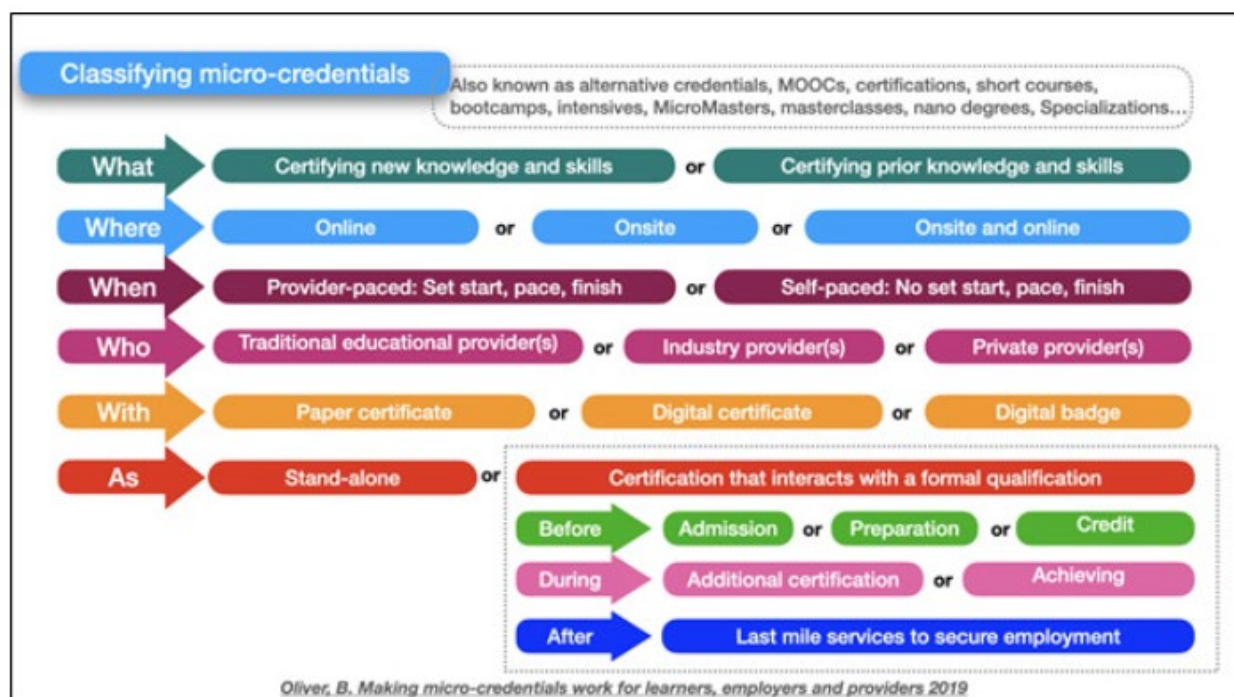 Classifying micro-credentials
Also known as alternative credentials, MOOCs, certifications, short courses,
bootcamps, intensives, MicroMasters, masterclasses, nano degrees, Specializations...
What Certifying new knowledge and skills or Certifying prior knowledge and skills
Where Online or Onsite or Onsite and online
When Provider-paced: Set start, pace, finish or Self-paced: No set start, pace, finish
Who Traditional educational provider(s) or Industry provider(s) or Private provider(s)
With Paper certificate or Digital certificate or Digital badge
As Stand-alone or Certification that interacts with a formal qualification
Before Admission or Preparation or Credit
During Additional certification or Achieving
After Last mile services to secure employment
Oliver, B. Making micro-credentials work for learners, employers and providers 2019